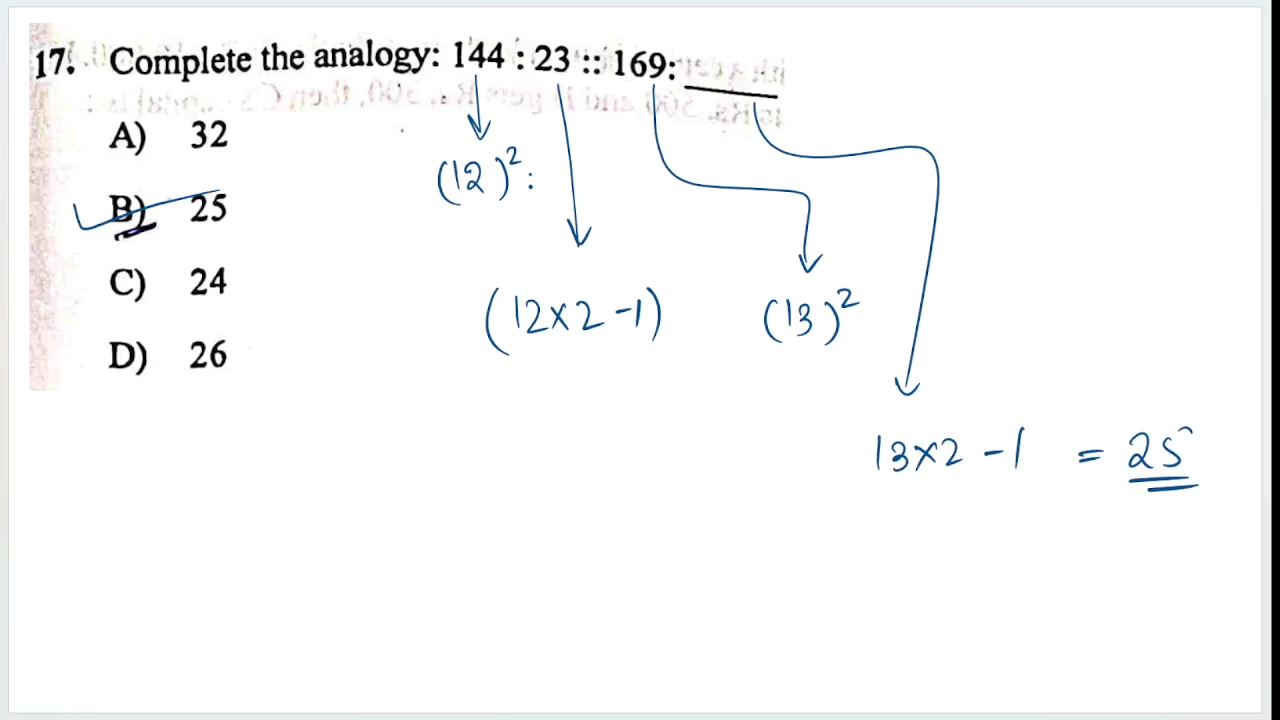 17. Complete the analogy: 144 : 23 :: 169: ______
A) 32
(12)²:
B) 25
C) 24
(12×2-1) (13)²
D) 26
13×2-1 = 25